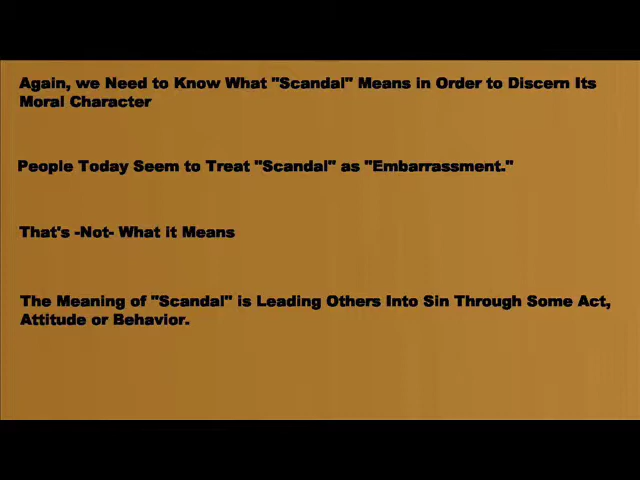 Again, we Need to Know What "Scandal" Means in Order to Discern Its
Moral Character
People Today Seem to Treat "Scandal" as "Embarrassment."
That's -Not- What it Means
The Meaning of "Scandal" is Leading Others Into Sin Through Some Act,
Attitude or Behavior.